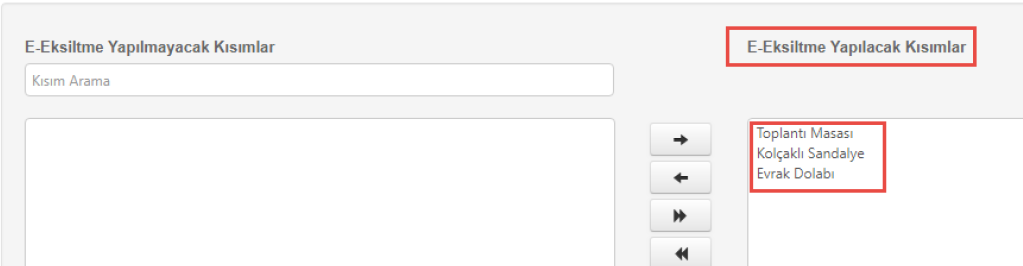 E-Eksiltme Yapılmayacak Kısımlar
Kısım Arama
E-Eksiltme Yapılacak Kısımlar
Toplantı Masası
Kolçaklı Sandalye
Evrak Dolabı